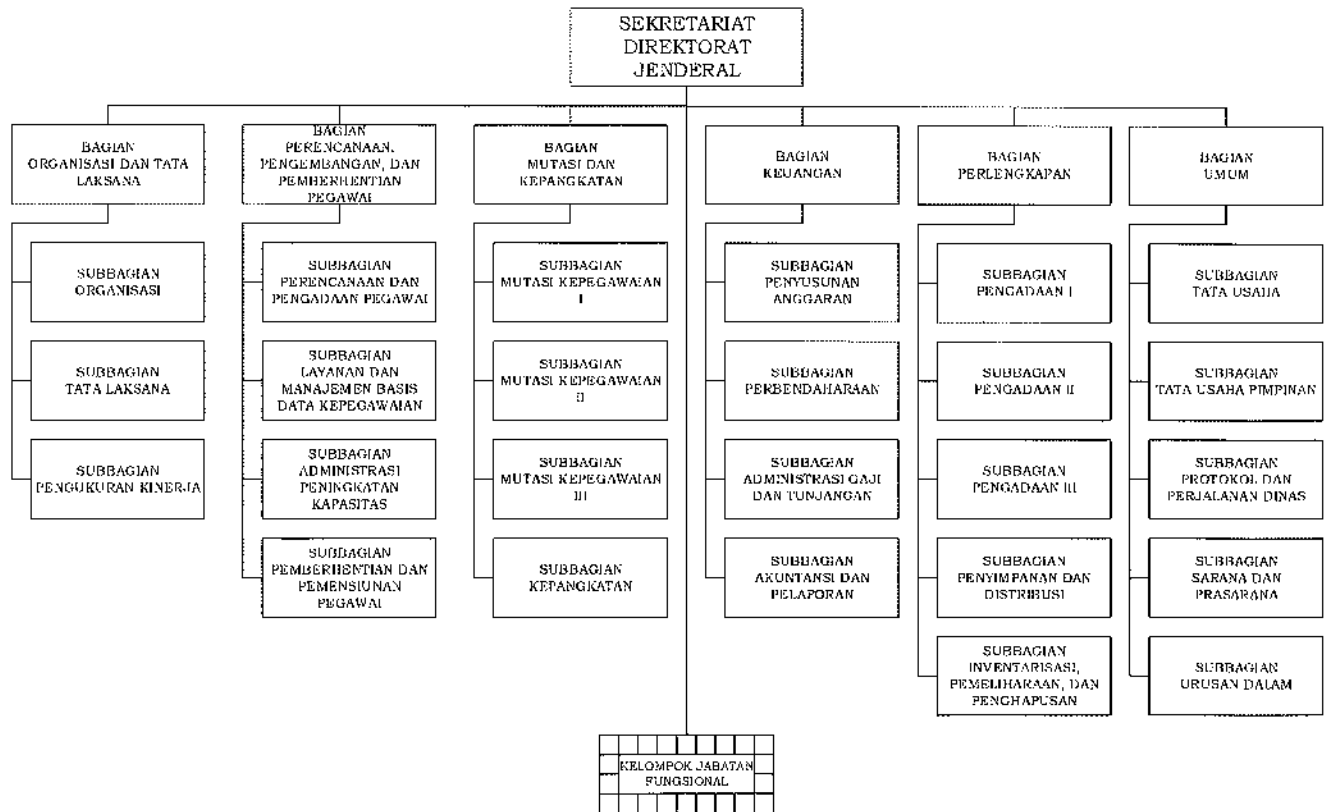 SEKRETARIAT
DIREKTORAT
JENDERAL
BAGIAN
ORGANISASI DAN TATA
LAKSANA
SUBBAGIAN
ORGANISASI
SUBBAGIAN
TATA LAKSANA
SUBBAGIAN
PENGUKURAN KINERJA
BAGIAN
PERENCANAAN,
PENGEMBANGAN, DAN
PEMBERHENTIAN
PEGAWAI
SUBBAGIAN
PERENCANAAN DAN
PENGADAAN PEGAWAI
SUBBAGIAN
LAYANAN DAN
MANAJEMEN BASIS
DATA KEPEGAWAIAN
SUBBAGIAN
ADMINISTRASI
PENINGKATAN
KAPASITAS
SUBBAGIAN
PEMBERHENTIAN DAN
PEMENSIUNAN
PEGAWAI
BAGIAN
MUTASI DAN
KEPANGKATAN
SUBBAGIAN
MUTASI KEPEGAWAIAN
I
SUBBAGIAN
MUTASI KEPEGAWAIAN
II
SUBBAGIAN
MUTASI KEPEGAWAIAN
III
SUBBAGIAN
KEPANGKATAN
BAGIAN
KEUANGAN
SUBBAGIAN
PENYUSUNAN
ANGGARAN
SUBBAGIAN
PERBENDAHARAAN
SUBBAGIAN
ADMINISTRASI GAJI
DAN TUNJANGAN
SUBBAGIAN
AKUNTANSI DAN
PELAPORAN
BAGIAN
PERLENGKAPAN
SUBBAGIAN
PENGADAAN I
SUBBAGIAN
PENGADAAN II
SUBBAGIAN
PENGADAAN III
SUBBAGIAN
PENYIMPANAN DAN
DISTRIBUSI
SUBBAGIAN
INVENTARISASI,
PEMELIHARAAN, DAN
PENGHAPUSAN
BAGIAN
UMUM
SUBBAGIAN
TATA USAHA
SUBBAGIAN
TATA USAHA PIMPINAN
SUBBAGIAN
PROTOKOL DAN
PERJALANAN DINAS
SUBBAGIAN
SARANA DAN
PRASARANA
SUBBAGIAN
URUSAN DALAM
KELOMPOK JABATAN
FUNGSIONAL